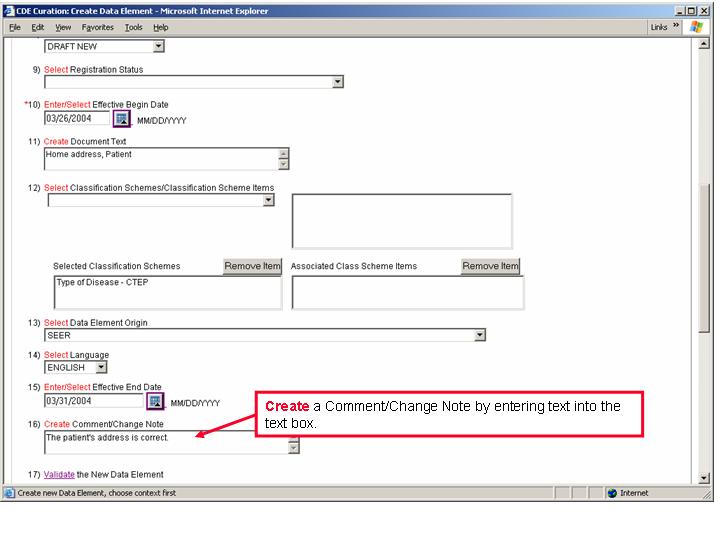 CDE Curation: Create Data Element - Microsoft Internet Explorer
File Edit View Favorites Tools Help Links »
DRAFT NEW
9) Select Registration Status
*10) Enter/Select Effective Begin Date
03/26/2004 MM/DD/YYYY
11) Create Document Text
Home address, Patient
12) Select Classification Schemes/Classification Scheme Items
Selected Classification Schemes Remove Item Associated Class Scheme Items Remove Item
Type of Disease - CTEP
13) Select Data Element Origin
SEER
14) Select Language
ENGLISH
15) Enter/Select Effective End Date
03/31/2004 MM/DD/YYYY
Create a Comment/Change Note by entering text into the
text box.
16) Create Comment/Change Note
The patient's address is correct.
17) Validate the New Data Element
Create new Data Element, choose context first Internet